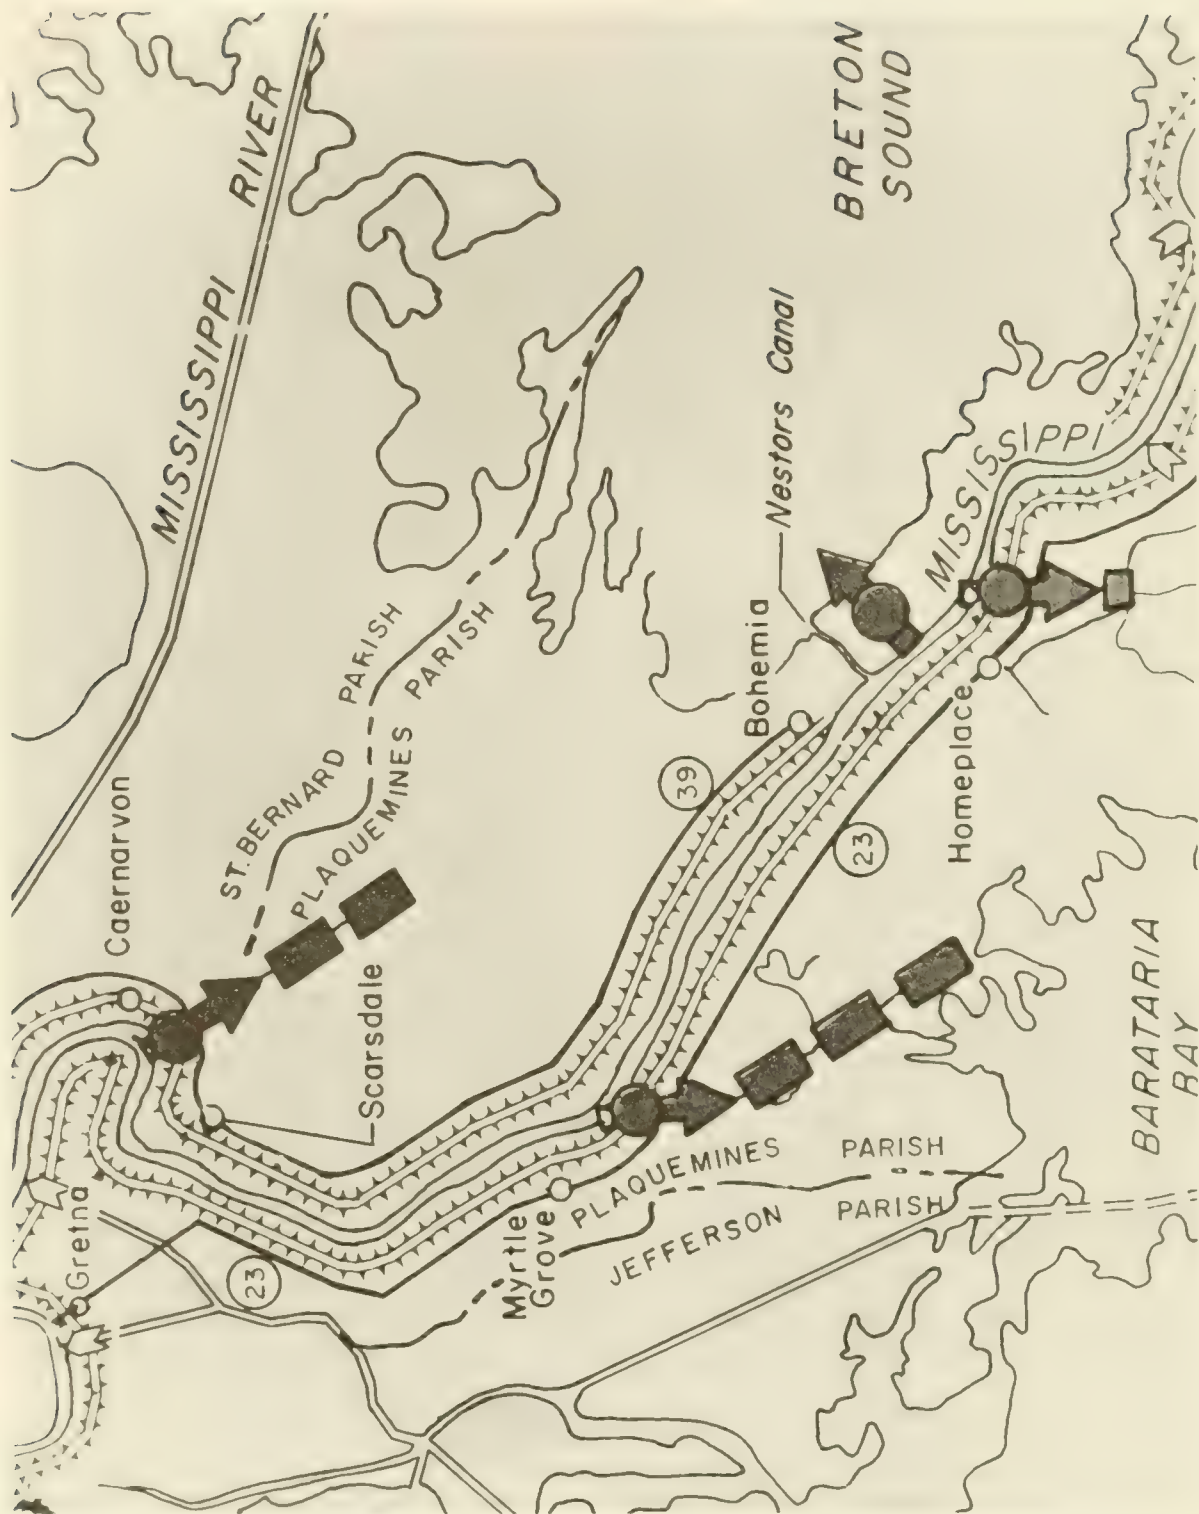 MISSISSIPPI RIVER
BRETON
SOUND
Nestors Canal
MISSISSIPPI
Bohemia
Homeplace
39
23
ST. BERNARD PARISH
PLAQUEMINES PARISH
Caernarvon
Scarsdale
Gretna
23
Myrtle
Grove
PLAQUEMINES PARISH
JEFFERSON PARISH
BARATARIA
BAY